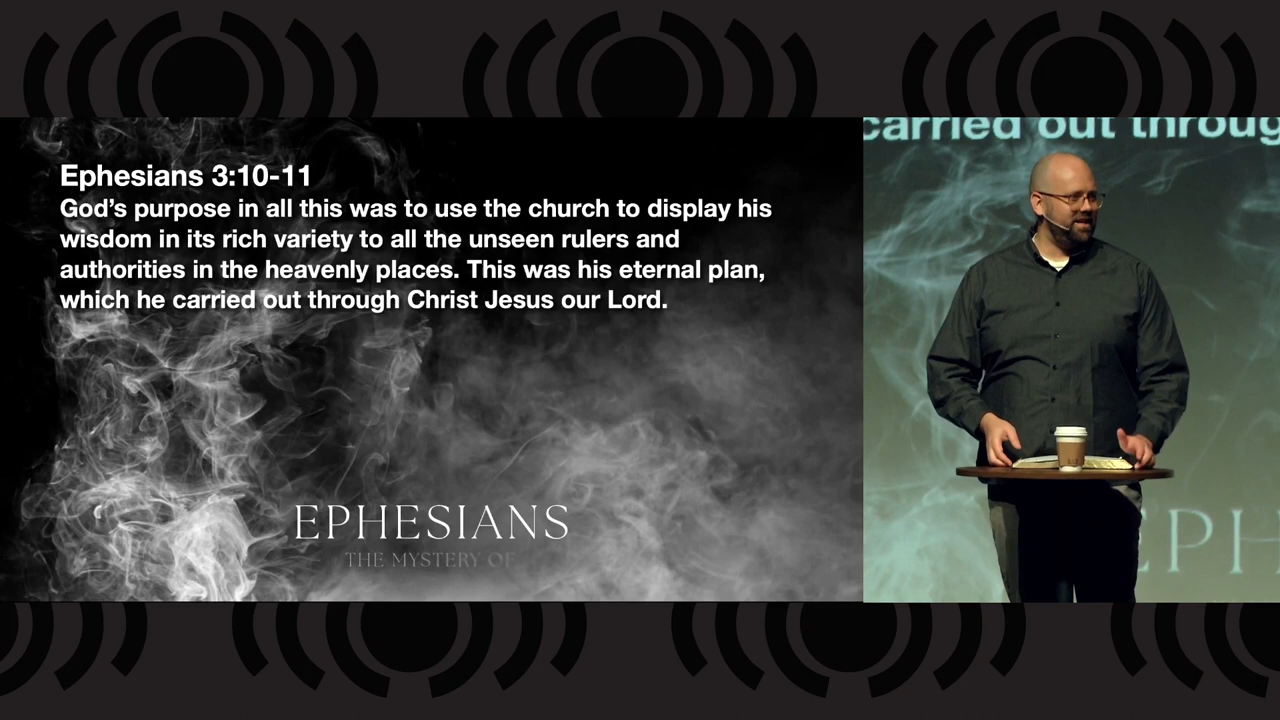 Ephesians 3:10-11
God’s purpose in all this was to use the church to display his
wisdom in its rich variety to all the unseen rulers and
authorities in the heavenly places. This was his eternal plan,
which he carried out through Christ Jesus our Lord.
EPHESIANS
THE MYSTERY OF
carried out throug
EPH